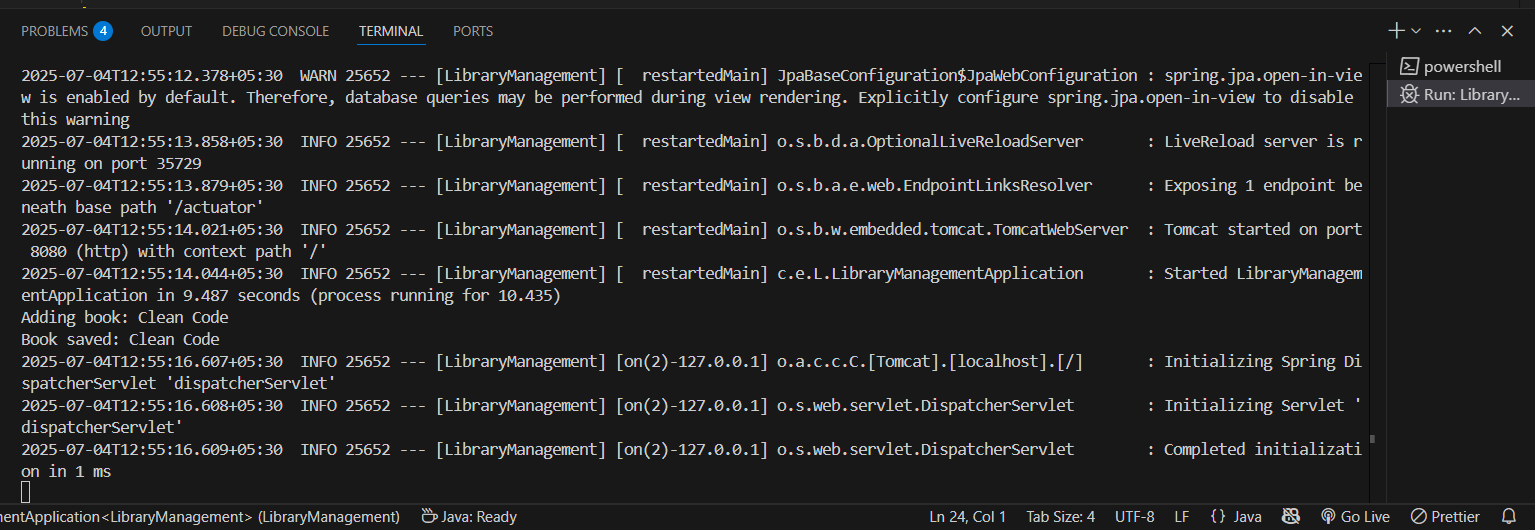 PROBLEMS 4 OUTPUT DEBUG CONSOLE TERMINAL PORTS
2025-07-04T12:55:12.378+05:30  WARN 25652 --- [LibraryManagement] [  restartedMain] JpaBaseConfiguration$JpaWebConfiguration : spring.jpa.open-in-vie
w is enabled by default. Therefore, database queries may be performed during view rendering. Explicitly configure spring.jpa.open-in-view to disable
this warning
2025-07-04T12:55:13.858+05:30  INFO 25652 --- [LibraryManagement] [  restartedMain] o.s.b.d.a.OptionalLiveReloadServer       : LiveReload server is r
unning on port 35729
2025-07-04T12:55:13.879+05:30  INFO 25652 --- [LibraryManagement] [  restartedMain] o.s.b.a.e.web.EndpointLinksResolver      : Exposing 1 endpoint be
neath base path '/actuator'
2025-07-04T12:55:14.021+05:30  INFO 25652 --- [LibraryManagement] [  restartedMain] o.s.b.w.embedded.tomcat.TomcatWebServer  : Tomcat started on port
 8080 (http) with context path '/'
2025-07-04T12:55:14.044+05:30  INFO 25652 --- [LibraryManagement] [  restartedMain] c.e.L.LibraryManagementApplication       : Started LibraryManagem
entApplication in 9.487 seconds (process running for 10.435)
Adding book: Clean Code
Book saved: Clean Code
2025-07-04T12:55:16.607+05:30  INFO 25652 --- [LibraryManagement] [on(2)-127.0.0.1] o.a.c.c.C.[Tomcat].[localhost].[/]       : Initializing Spring Di
spatcherServlet 'dispatcherServlet'
2025-07-04T12:55:16.608+05:30  INFO 25652 --- [LibraryManagement] [on(2)-127.0.0.1] o.s.web.servlet.DispatcherServlet        : Initializing Servlet '
dispatcherServlet'
2025-07-04T12:55:16.609+05:30  INFO 25652 --- [LibraryManagement] [on(2)-127.0.0.1] o.s.web.servlet.DispatcherServlet        : Completed initializati
on in 1 ms
powershell
Run: Library...
mentApplication<LibraryManagement> (LibraryManagement) Java: Ready Ln 24, Col 1 Tab Size: 4 UTF-8 LF {} Java Go Live Prettier